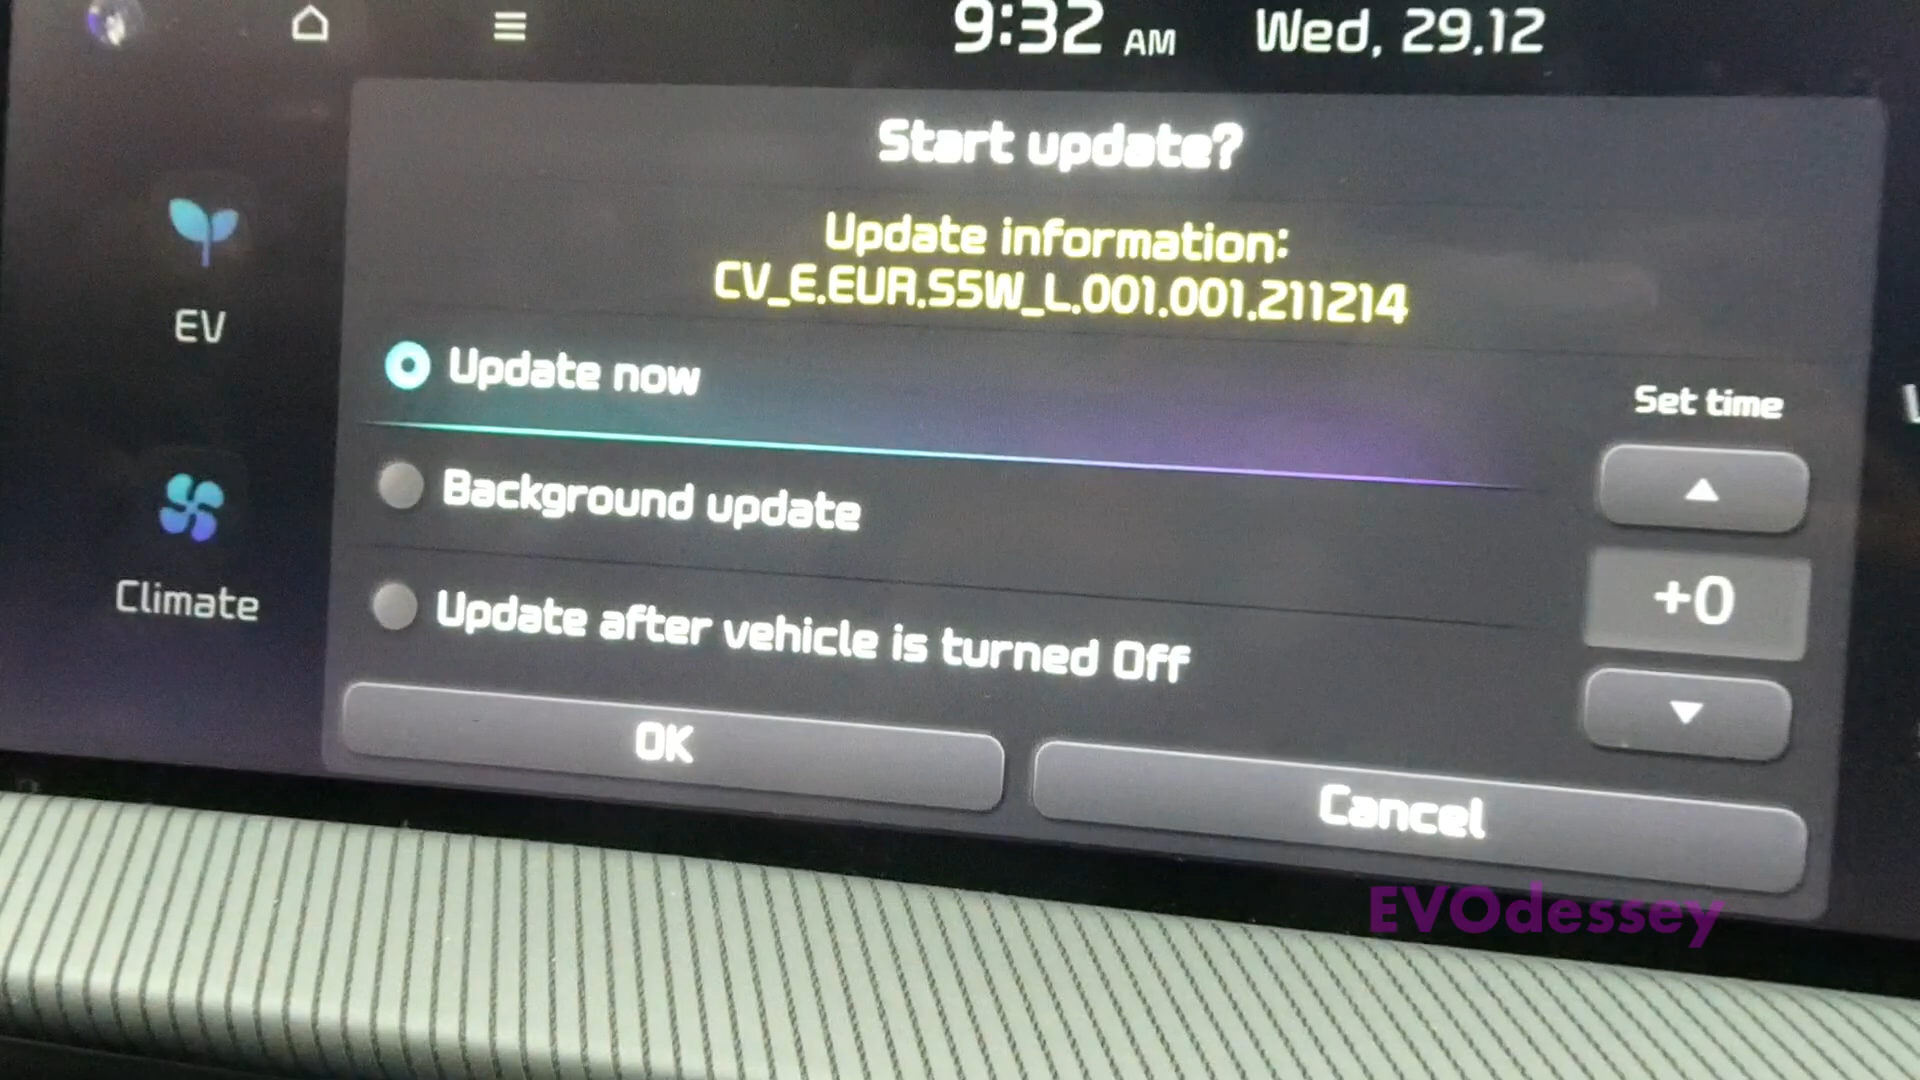 9:32 AM Wed, 29.12
Start update?
Update information:
CV_E.EUR.S5W_L.001.001.211214
EV
Update now
Set time
Background update
+0
Climate
Update after vehicle is turned Off
OK
Cancel
EVOdessey